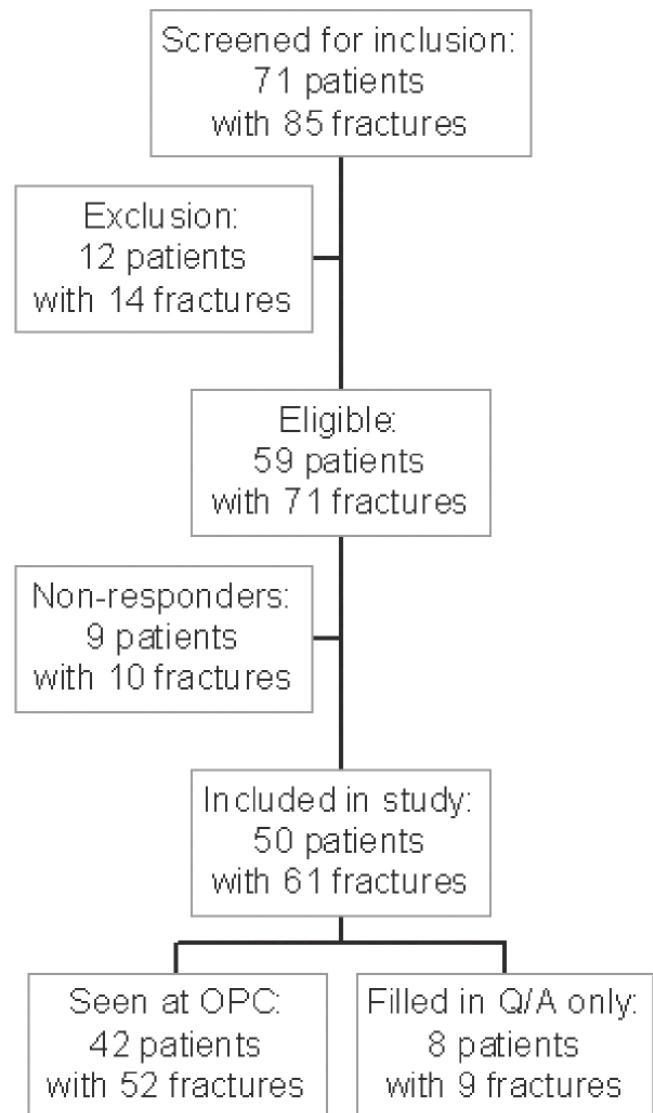 Screened for inclusion:
71 patients
with 85 fractures
Exclusion:
12 patients
with 14 fractures
Eligible:
59 patients
with 71 fractures
Non-responders:
9 patients
with 10 fractures
Included in study:
50 patients
with 61 fractures
Seen at OPC:
42 patients
with 52 fractures
Filled in Q/A only:
8 patients
with 9 fractures